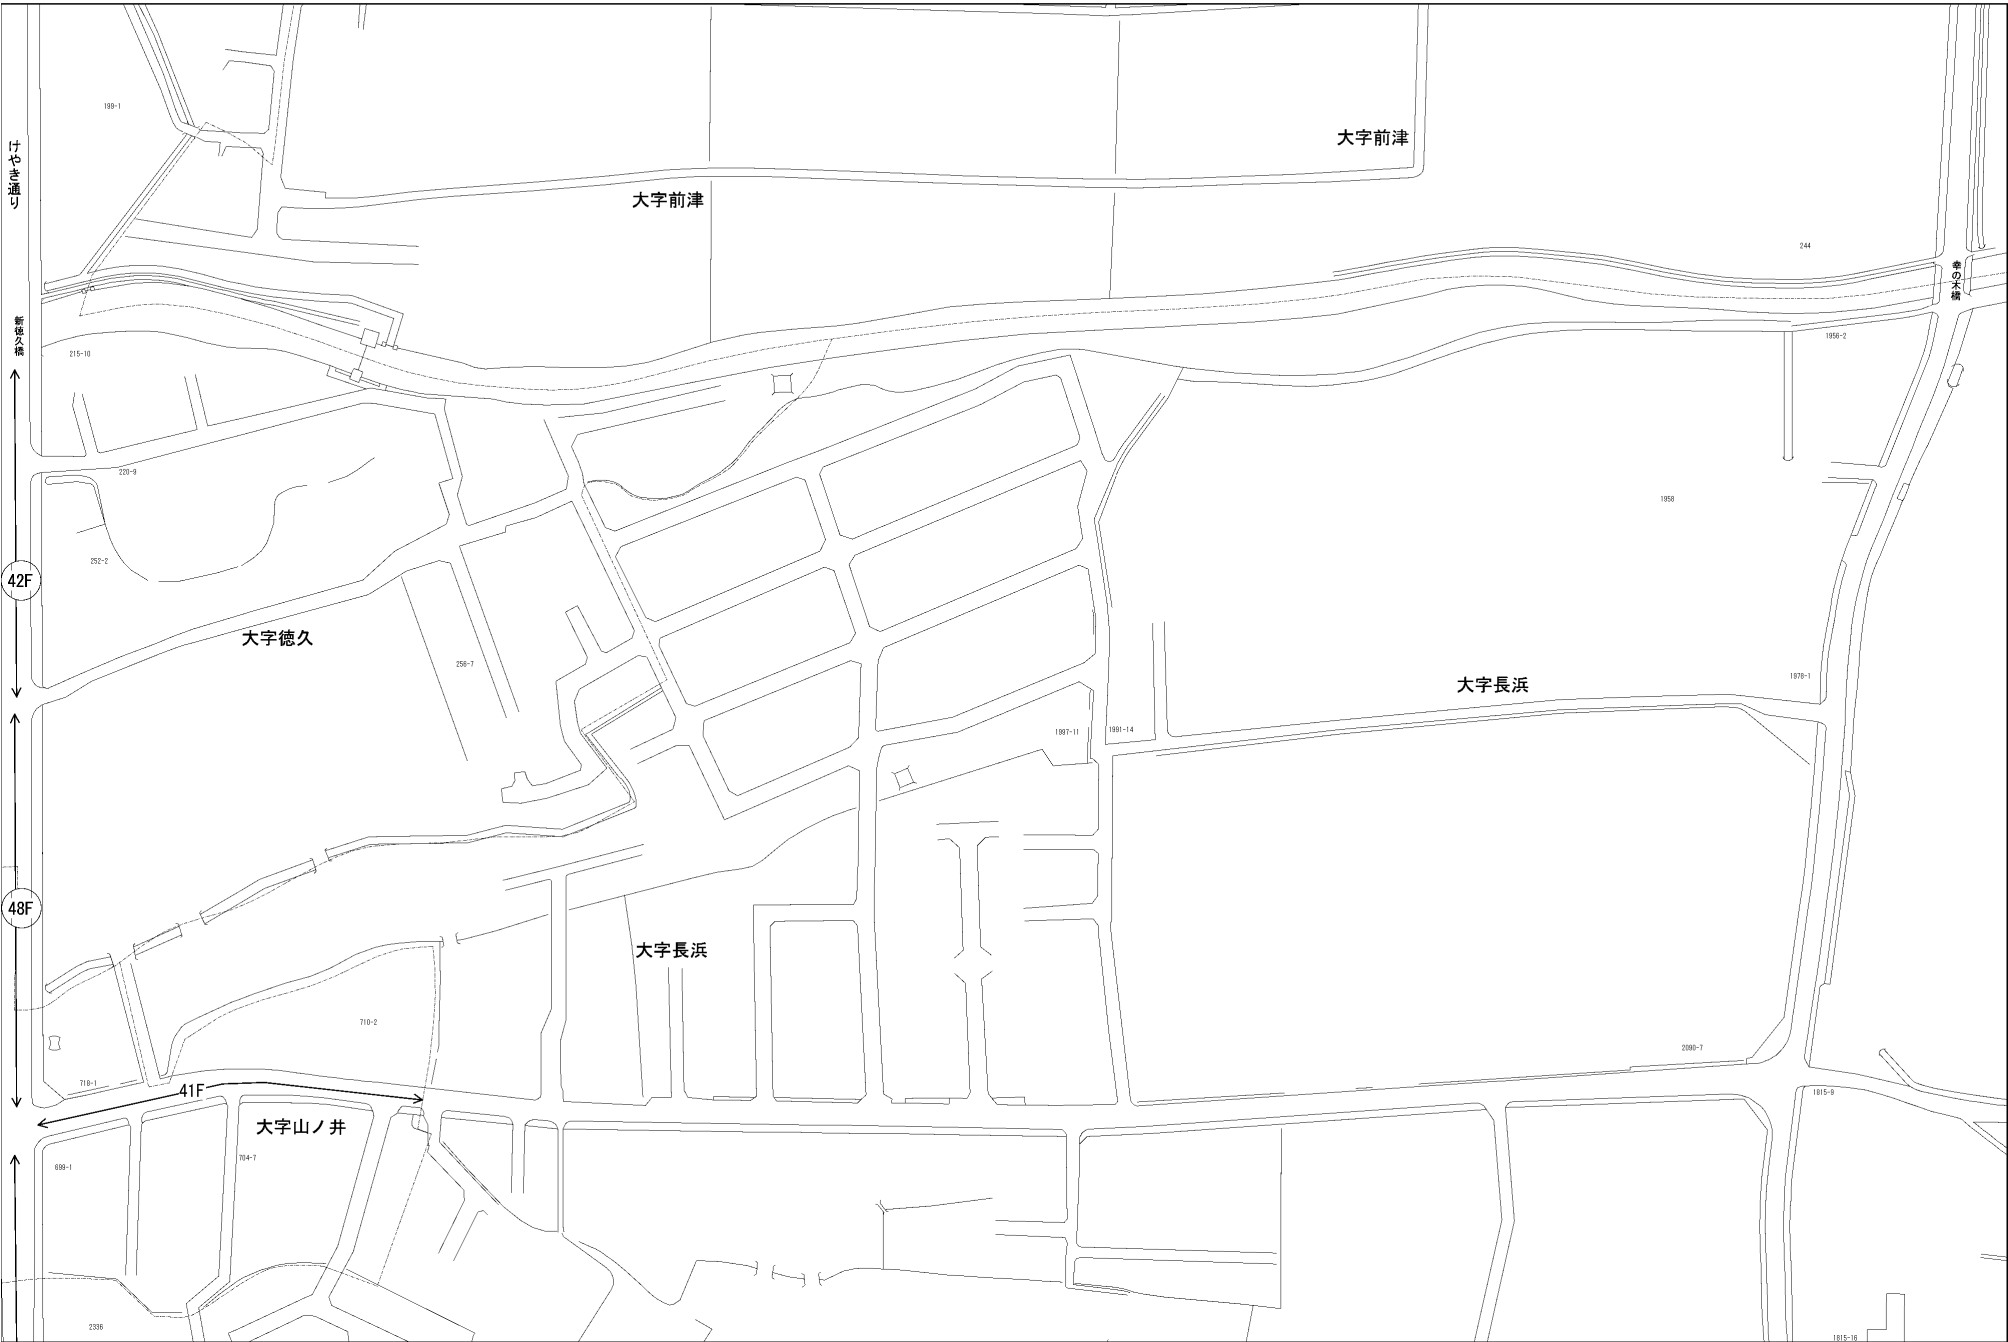 199-1
大字前津
けやき通り
大字前津
244
幸の木橋
新徳久橋
1956-2
215-10
220-9
1958
252-2
42F
大字徳久
256-7
1978-1
大字長浜
1997-11
1991-14
48F
大字長浜
710-2
2090-7
718-1
41F
1815-9
大字山ノ井
704-7
699-1
2336
1815-16